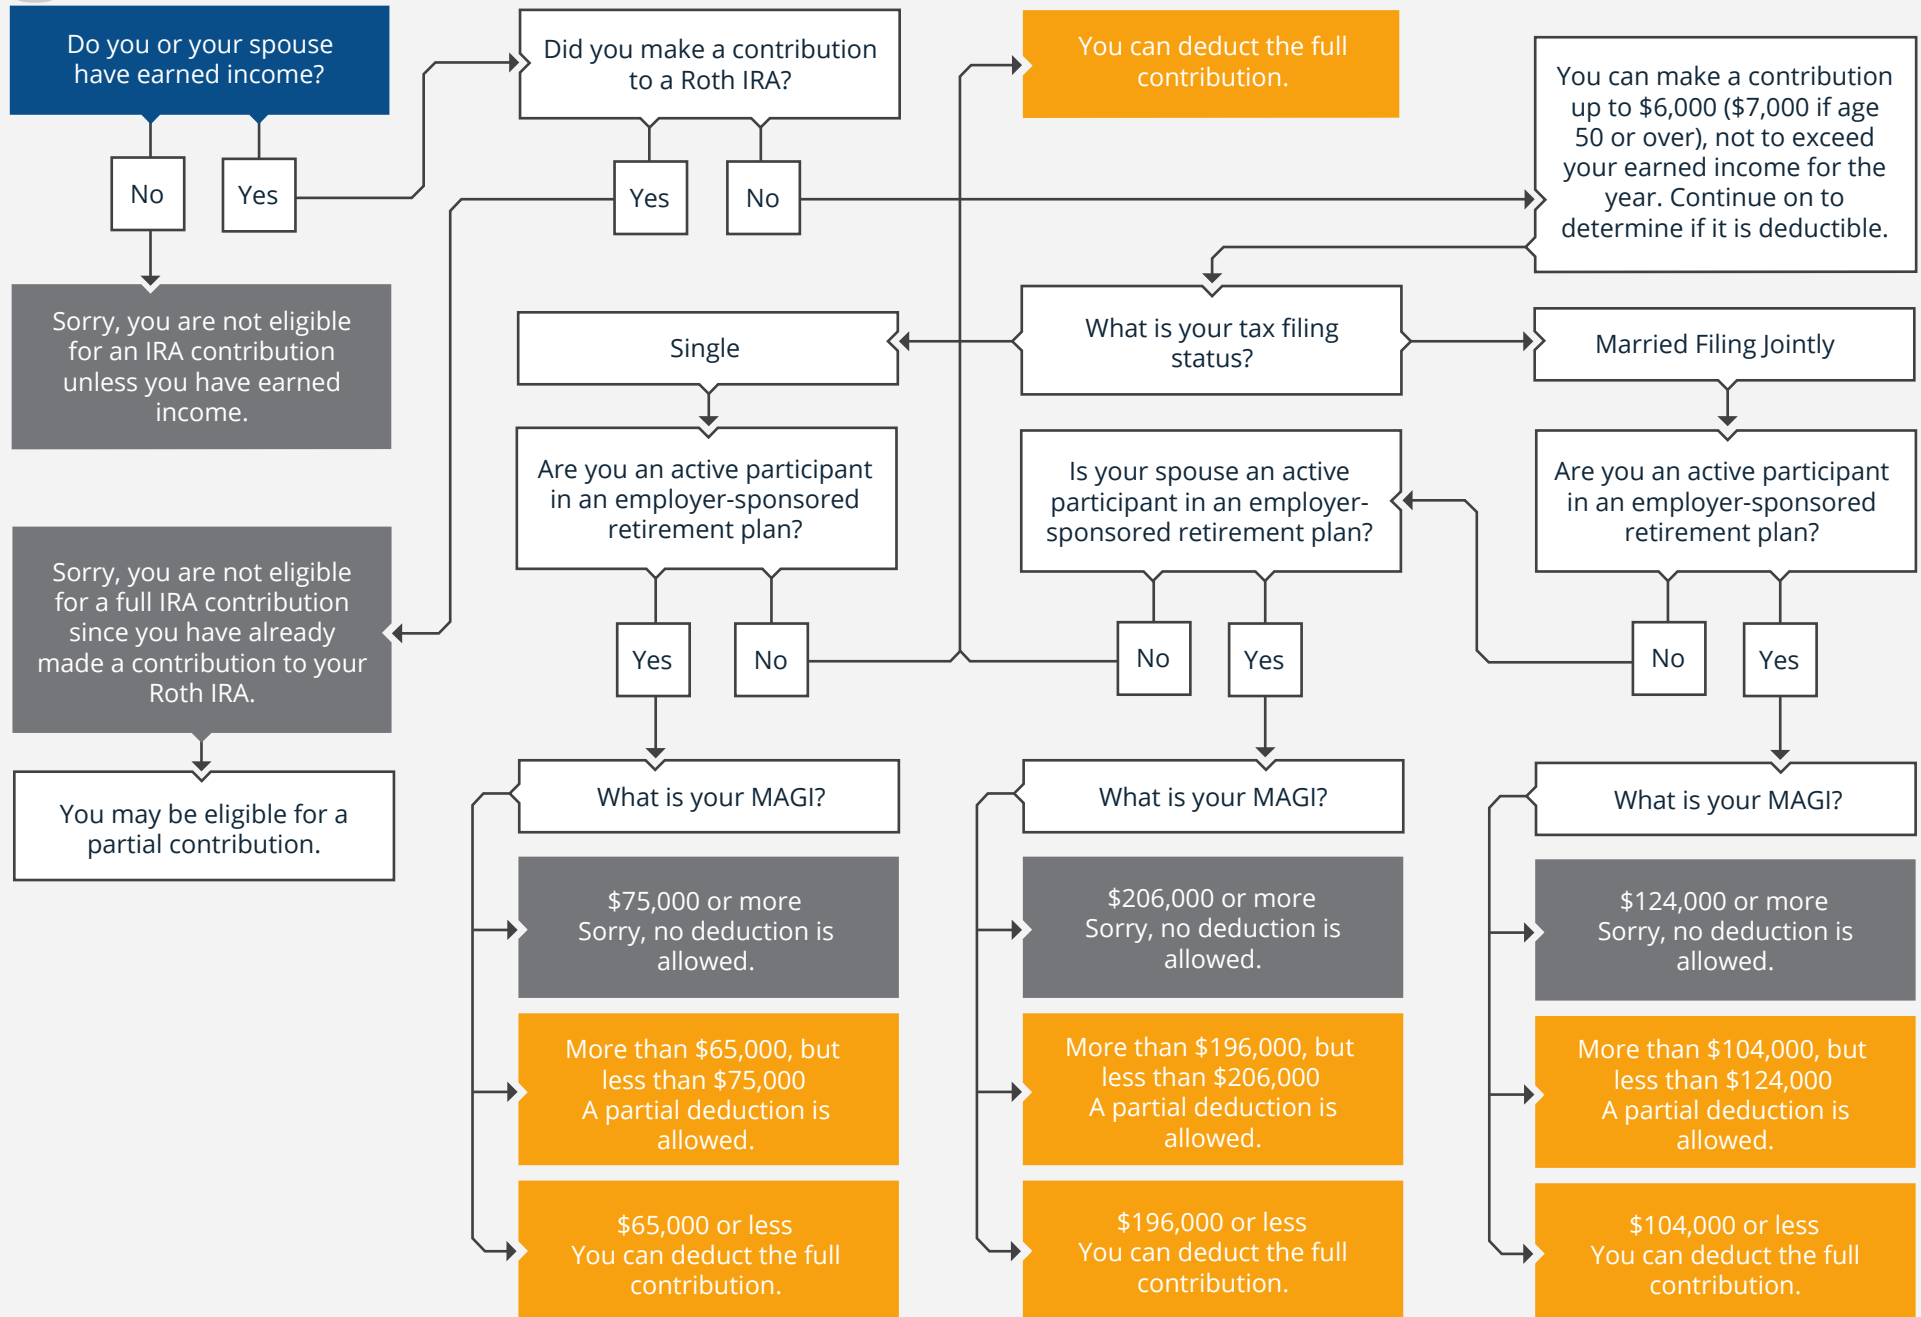 Do you or your spouse
have earned income?
No
Yes
Did you make a contribution
to a Roth IRA?
Yes
No
You can deduct the full
contribution.
You can make a contribution
up to $6,000 ($7,000 if age
50 or over), not to exceed
your earned income for the
year. Continue on to
determine if it is deductible.
Sorry, you are not eligible
for an IRA contribution
unless you have earned
income.
Single
What is your tax filing
status?
Married Filing Jointly
Are you an active participant
in an employer-sponsored
retirement plan?
Yes
No
Is your spouse an active
participant in an employer-
sponsored retirement plan?
No
Yes
Are you an active participant
in an employer-sponsored
retirement plan?
No
Yes
Sorry, you are not eligible
for a full IRA contribution
since you have already
made a contribution to your
Roth IRA.
You may be eligible for a
partial contribution.
What is your MAGI?
$75,000 or more
Sorry, no deduction is
allowed.
More than $65,000, but
less than $75,000
A partial deduction is
allowed.
$65,000 or less
You can deduct the full
contribution.
What is your MAGI?
$206,000 or more
Sorry, no deduction is
allowed.
More than $196,000, but
less than $206,000
A partial deduction is
allowed.
$196,000 or less
You can deduct the full
contribution.
What is your MAGI?
$124,000 or more
Sorry, no deduction is
allowed.
More than $104,000, but
less than $124,000
A partial deduction is
allowed.
$104,000 or less
You can deduct the full
contribution.